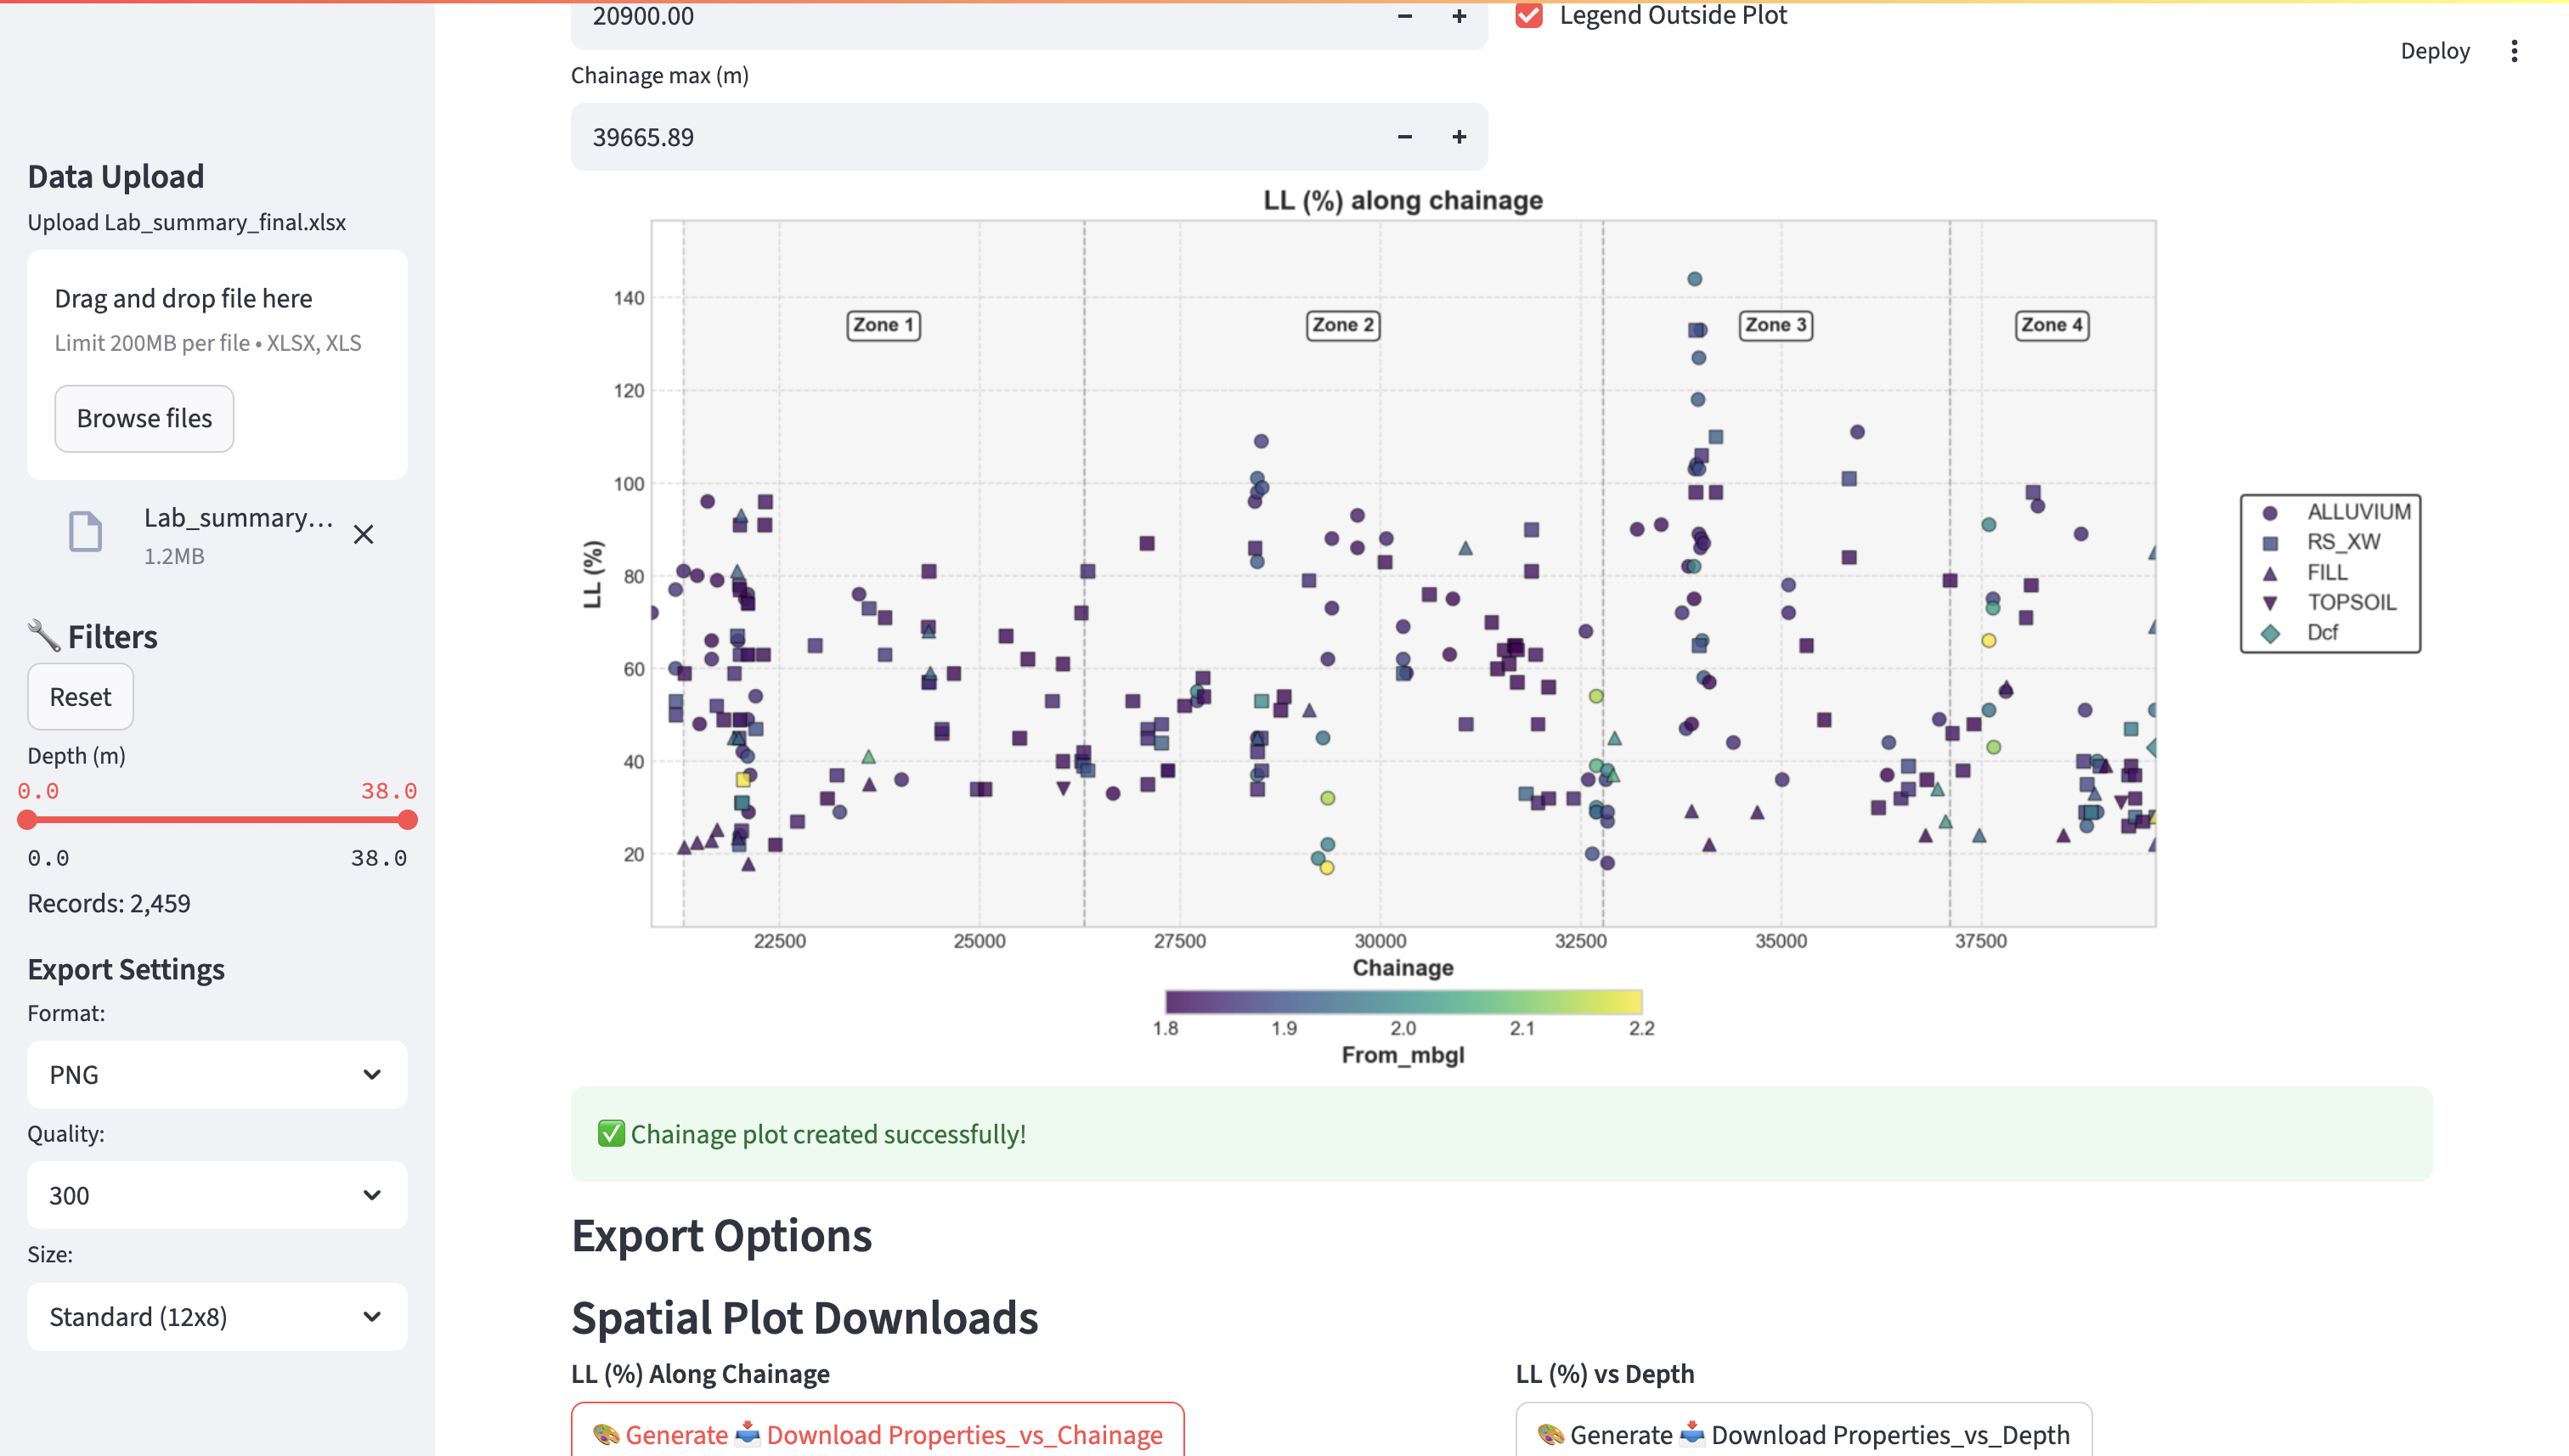 Data Upload
Upload Lab_summary_final.xlsx
Drag and drop file here
Limit 200MB per file • XLSX, XLS
Browse files
Lab_summary...
1.2MB
Filters
Reset
Depth (m)
0.0 38.0
0.0 38.0
Records: 2,459
Export Settings
Format:
PNG
Quality:
300
Size:
Standard (12x8)
20900.00 − +
Legend Outside Plot
Deploy
Chainage max (m)
39665.89 − +
LL (%) along chainage
140
120
100
80
60
40
20
LL (%)
Zone 1 Zone 2 Zone 3 Zone 4
22500 25000 27500 30000 32500 35000 37500
Chainage
1.8 1.9 2.0 2.1 2.2
From_mbgl
ALLUVIUM
RS_XW
FILL
TOPSOIL
Dcf
Chainage plot created successfully!
Export Options
Spatial Plot Downloads
LL (%) Along Chainage
Generate Download Properties_vs_Chainage
LL (%) vs Depth
Generate Download Properties_vs_Depth